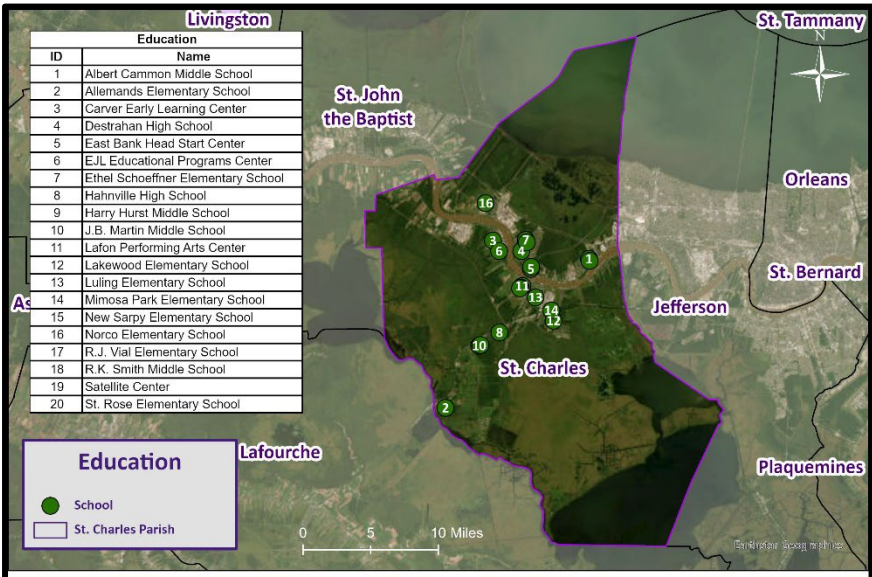 Livingston
St. Tammany
Education
ID Name
1 Albert Cammon Middle School
2 Allemands Elementary School
3 Carver Early Learning Center
4 Destrahan High School
5 East Bank Head Start Center
6 EJL Educational Programs Center
7 Ethel Schoeffner Elementary School
8 Hahnville High School
9 Harry Hurst Middle School
10 J.B. Martin Middle School
11 Lafon Performing Arts Center
12 Lakewood Elementary School
13 Luling Elementary School
14 Mimosa Park Elementary School
15 New Sarpy Elementary School
16 Norco Elementary School
17 R.J. Vial Elementary School
18 R.K. Smith Middle School
19 Satellite Center
20 St. Rose Elementary School
N
St. John
the Baptist
Orleans
16
3
7
6
4
1
5
St. Bernard
11
13
Jefferson
As
14
12
8
10
St. Charles
2
Lafourche
Plaquemines
Education
School
St. Charles Parish
0 5 10 Miles
Earthstar Geographics